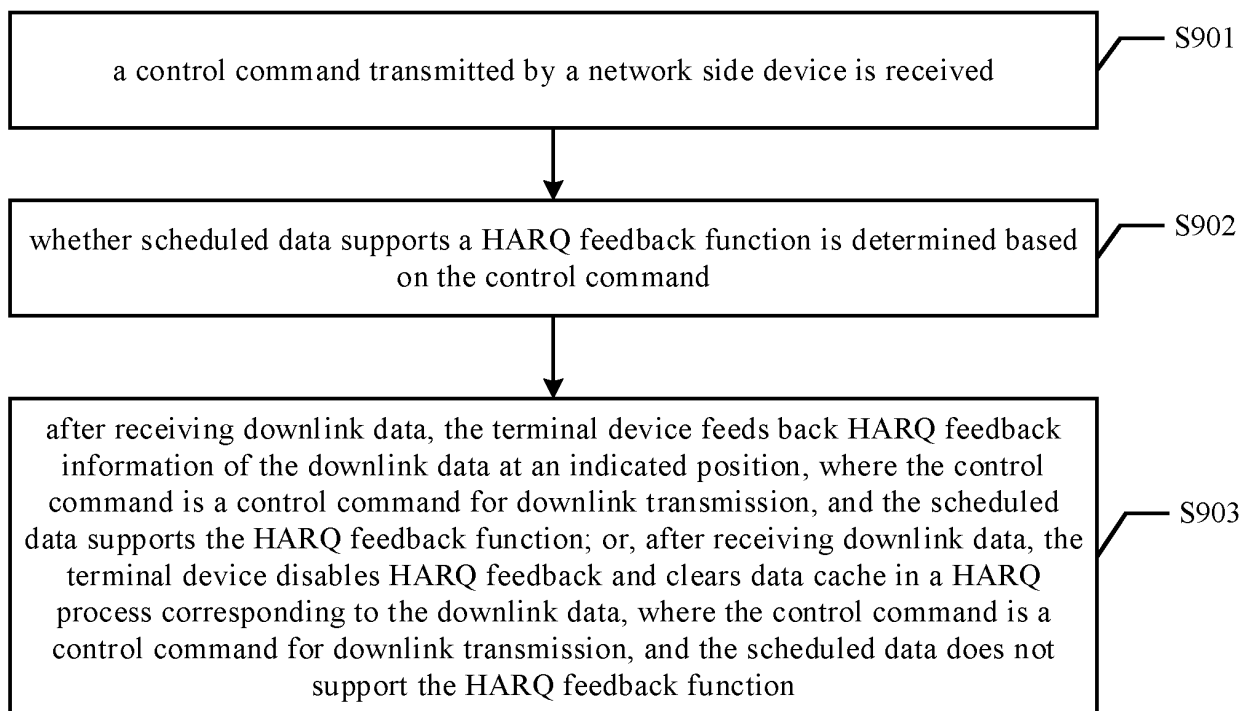 a control command transmitted by a network side device is received
S901
whether scheduled data supports a HARQ feedback function is determined based
on the control command
S902
after receiving downlink data, the terminal device feeds back HARQ feedback
information of the downlink data at an indicated position, where the control
command is a control command for downlink transmission, and the scheduled
data supports the HARQ feedback function; or, after receiving downlink data, the
terminal device disables HARQ feedback and clears data cache in a HARQ
process corresponding to the downlink data, where the control command is a
control command for downlink transmission, and the scheduled data does not
support the HARQ feedback function
S903